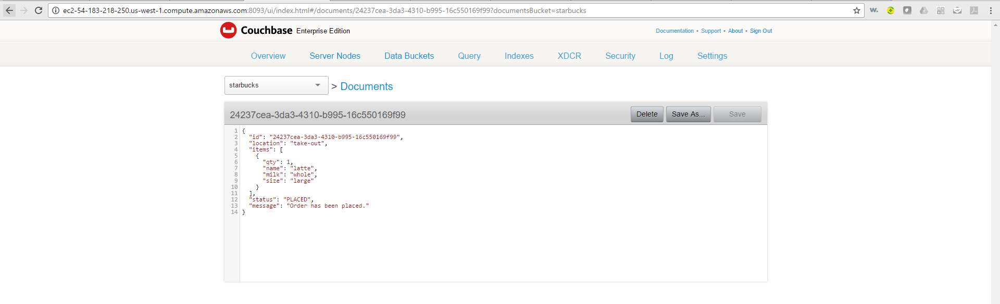 ec2-54-183-218-250.us-west-1.compute.amazonaws.com:8093/ui/index.html#/documents/24237cea-3da3-4310-b995-16c550169f99?documentsBucket=starbucks
w.
Couchbase Enterprise Edition
Documentation • Support • About • Sign Out
Overview Server Nodes Data Buckets Query Indexes XDCR Security Log Settings
starbucks > Documents
24237cea-3da3-4310-b995-16c550169f99 Delete Save As... Save
1 {
2 "id": "24237cea-3da3-4310-b995-16c550169f99",
3 "location": "take-out",
4 "items": [
5 {
6 "qty": 1,
7 "name": "latte",
8 "milk": "whole",
9 "size": "large"
10 }
11 ],
12 "status": "PLACED",
13 "message": "Order has been placed."
14 }